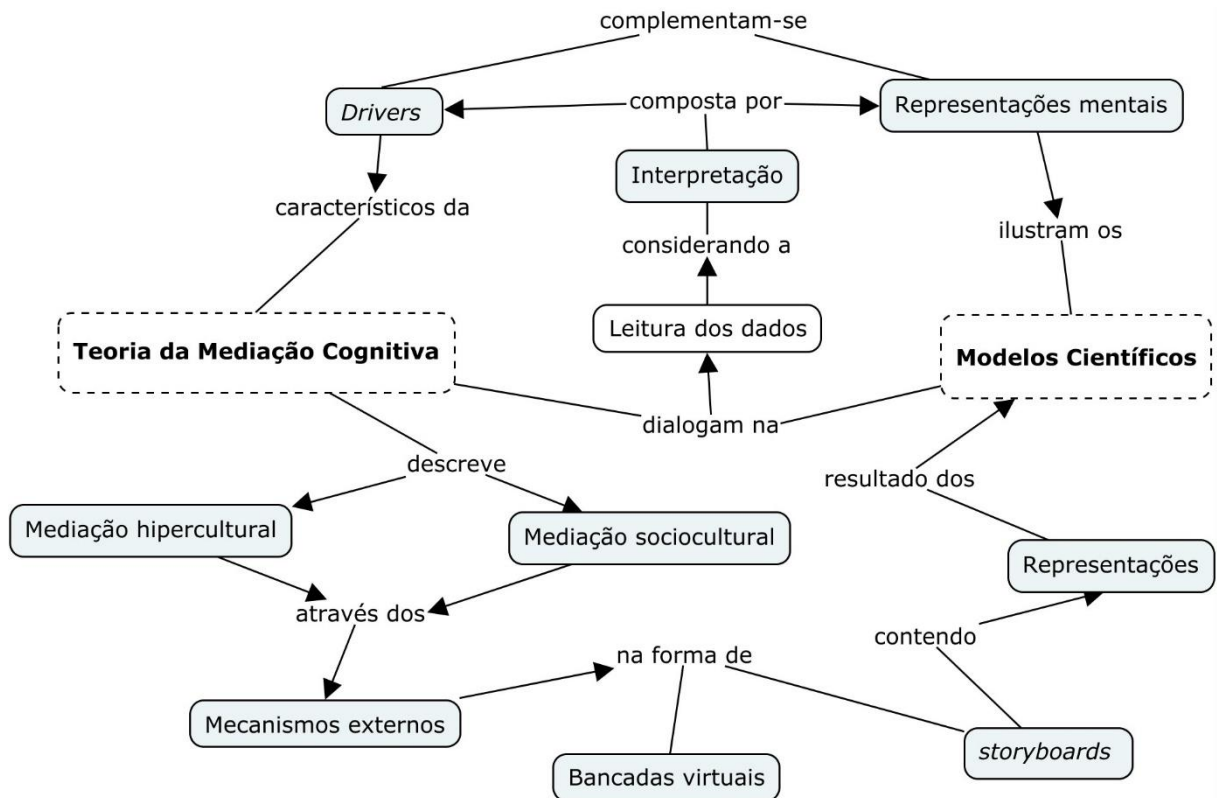 complementam-se
Drivers
composta por
Representações mentais
Interpretação
característicos da
ilustram os
considerando a
Leitura dos dados
Teoria da Mediação Cognitiva
Modelos Científicos
dialogam na
descreve
resultado dos
Mediação hipercultural
Mediação sociocultural
Representações
através dos
contendo
na forma de
Mecanismos externos
storyboards
Bancadas virtuais